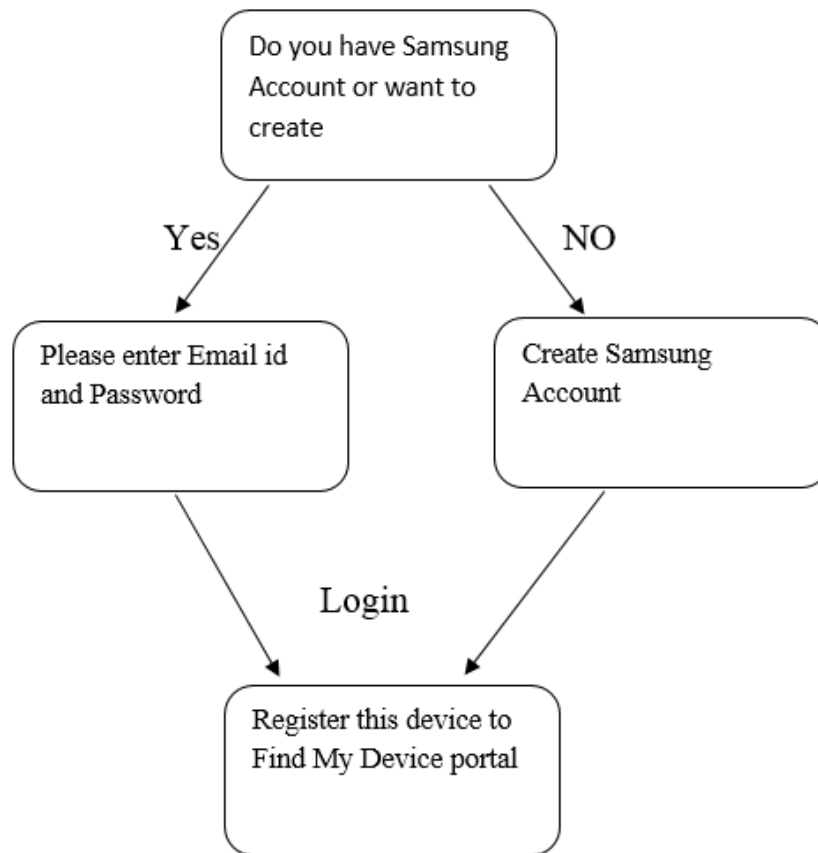 Do you have Samsung
Account or want to
create
Yes
NO
Please enter Email id
and Password
Create Samsung
Account
Login
Register this device to
Find My Device portal